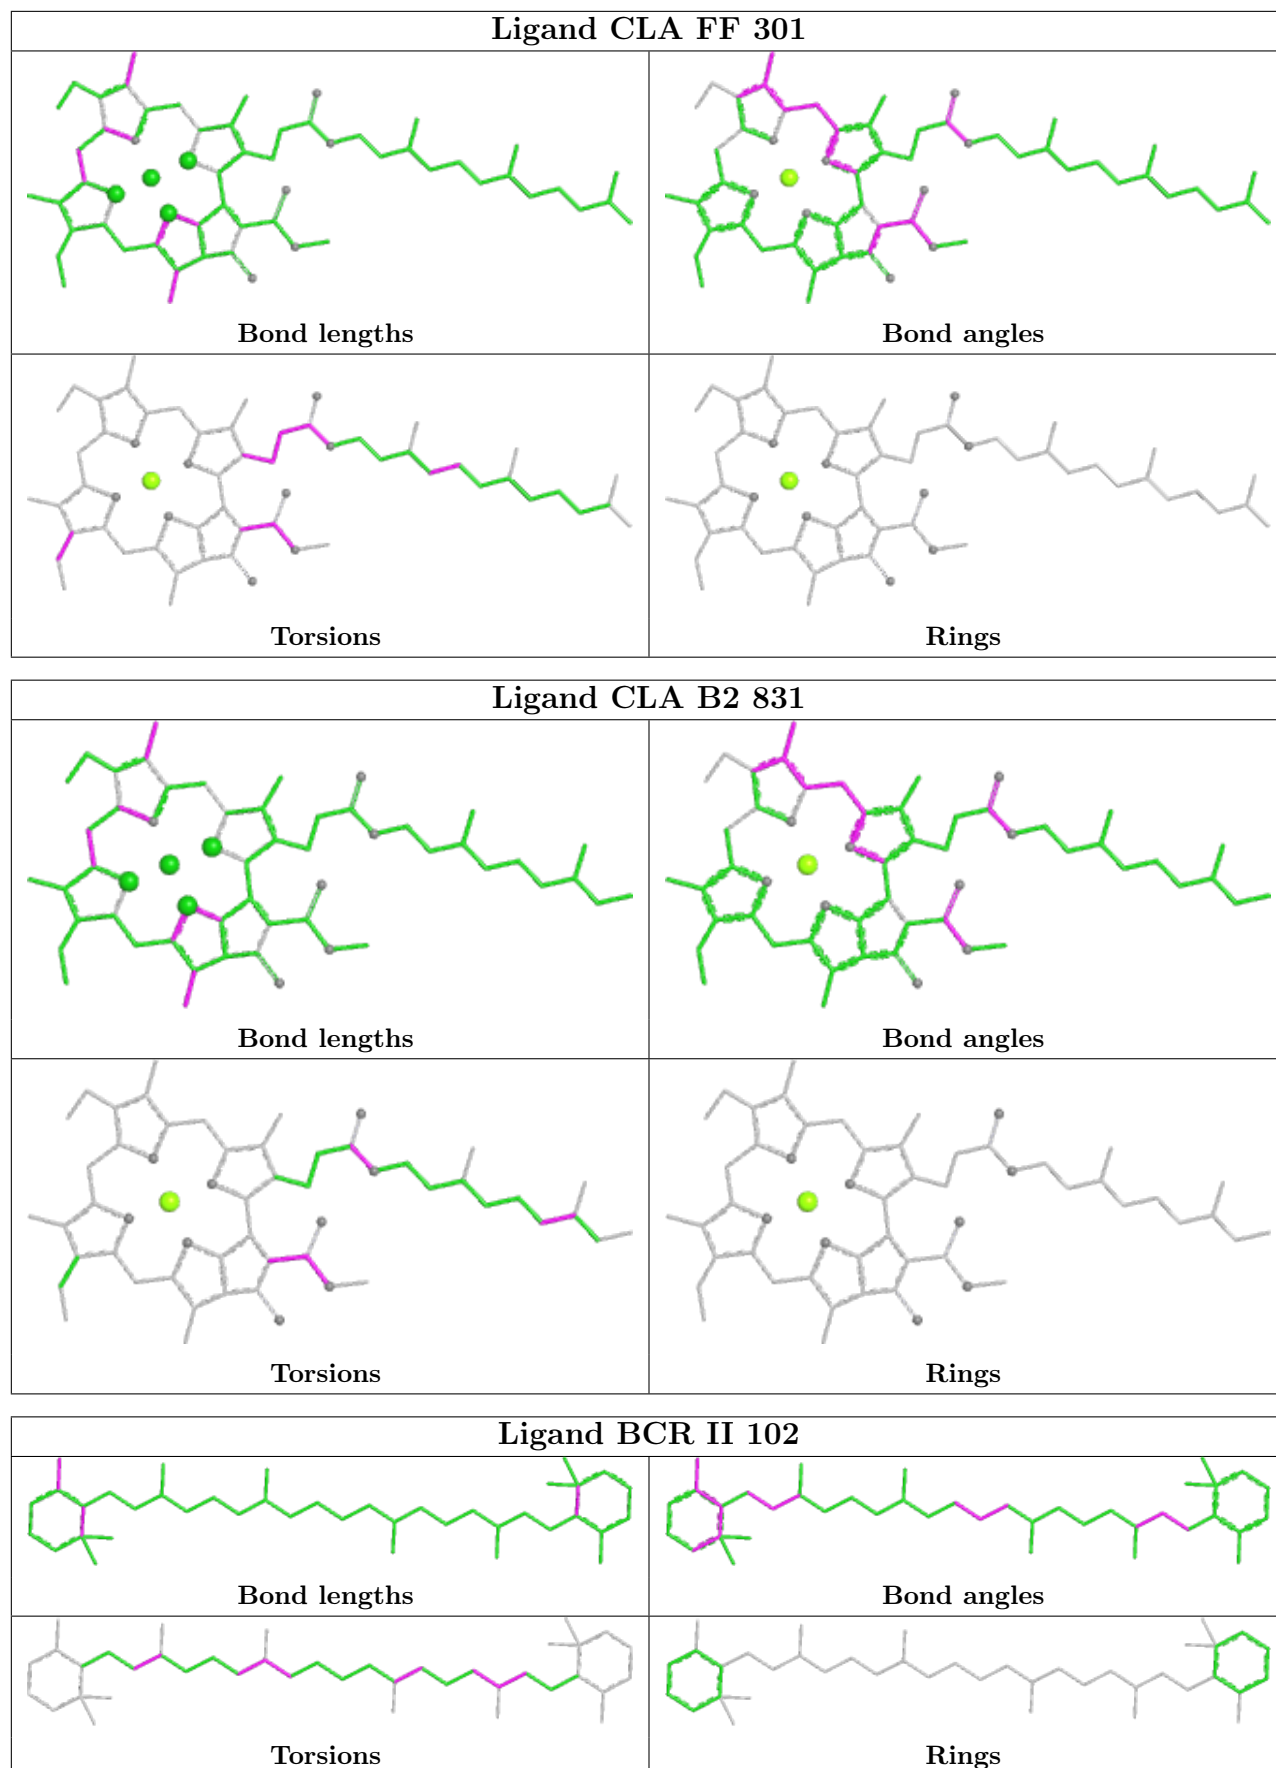 Ligand CLA FF 301
Bond lengths
Bond angles
Torsions
Rings
Ligand CLA B2 831
Bond lengths
Bond angles
Torsions
Rings
Ligand BCR II 102
Bond lengths
Bond angles
Torsions
Rings